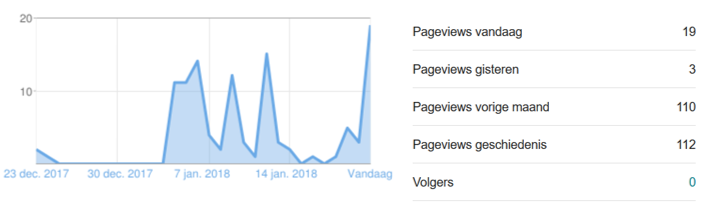 20
10
23 dec. 2017 30 dec. 2017 7 jan. 2018 14 jan. 2018 Vandaag
Pageviews vandaag 19
Pageviews gisteren 3
Pageviews vorige maand 110
Pageviews geschiedenis 112
Volgers 0